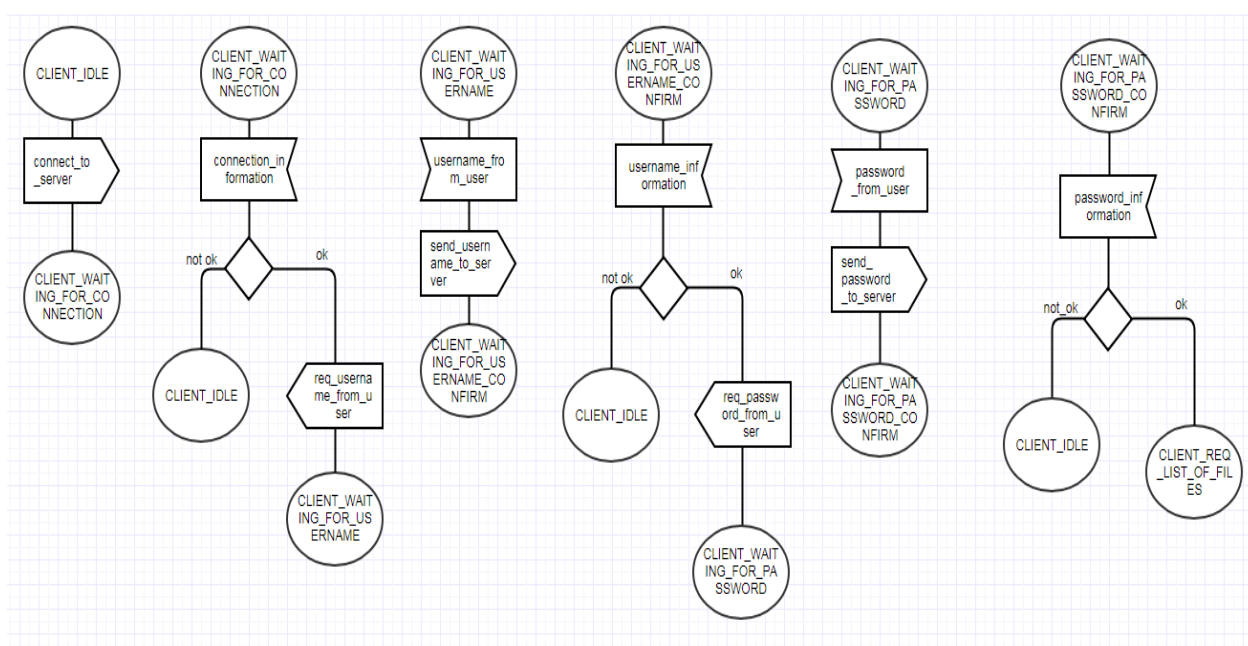 CLIENT_IDLE
connect_to
_server
CLIENT_WAIT
ING_FOR_CO
NNECTION
CLIENT_WAIT
ING_FOR_CO
NNECTION
connection_in
formation
not ok
ok
CLIENT_IDLE
req_userna
me_from_u
ser
CLIENT_WAIT
ING_FOR_US
ERNAME
CLIENT_WAIT
ING_FOR_US
ERNAME
username_fro
m_user
send_usern
ame_to_ser
ver
CLIENT_WAIT
ING_FOR_US
ERNAME_CO
NFIRM
CLIENT_WAIT
ING_FOR_US
ERNAME_CO
NFIRM
username_inf
ormation
not ok
ok
CLIENT_IDLE
req_passw
ord_from_u
ser
CLIENT_WAIT
ING_FOR_PA
SSWORD
CLIENT_WAIT
ING_FOR_PA
SSWORD
password
_from_user
send_
password
_to_server
CLIENT_WAIT
ING_FOR_PA
SSWORD_CO
NFIRM
CLIENT_WAIT
ING_FOR_PA
SSWORD_CO
NFIRM
password_inf
ormation
not_ok
ok
CLIENT_IDLE
CLIENT_REQ
_LIST_OF_FIL
ES